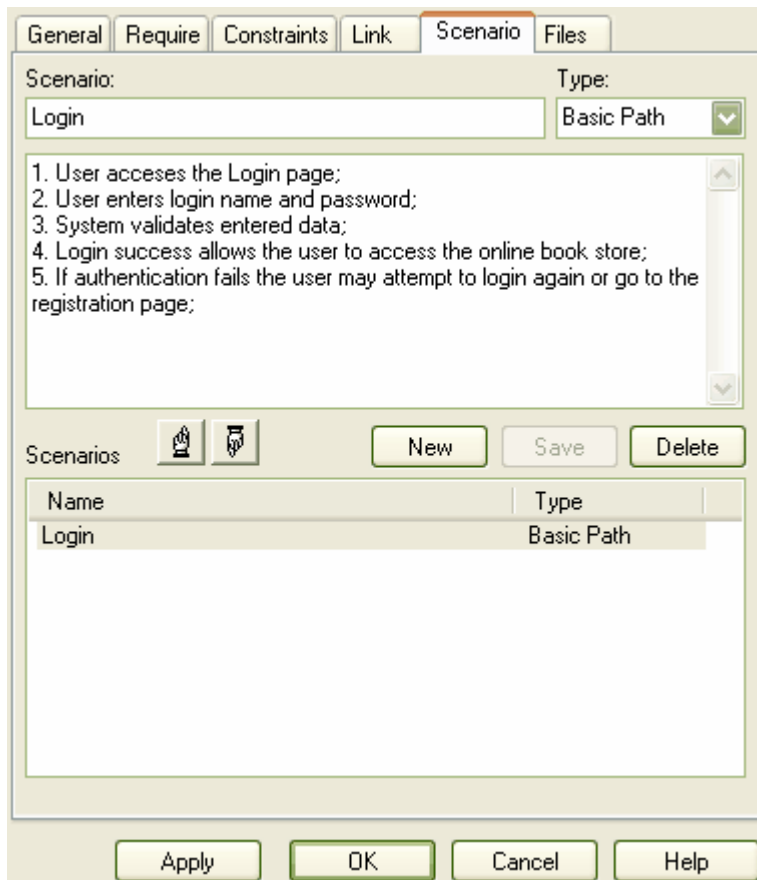 General Require Constraints Link Scenario Files
Scenario: Type:
Login Basic Path
1. User acceses the Login page;
2. User enters login name and password;
3. System validates entered data;
4. Login success allows the user to access the online book store;
5. If authentication fails the user may attempt to login again or go to the
registration page;
Scenarios New Save Delete
Name Type
Login Basic Path
Apply OK Cancel Help